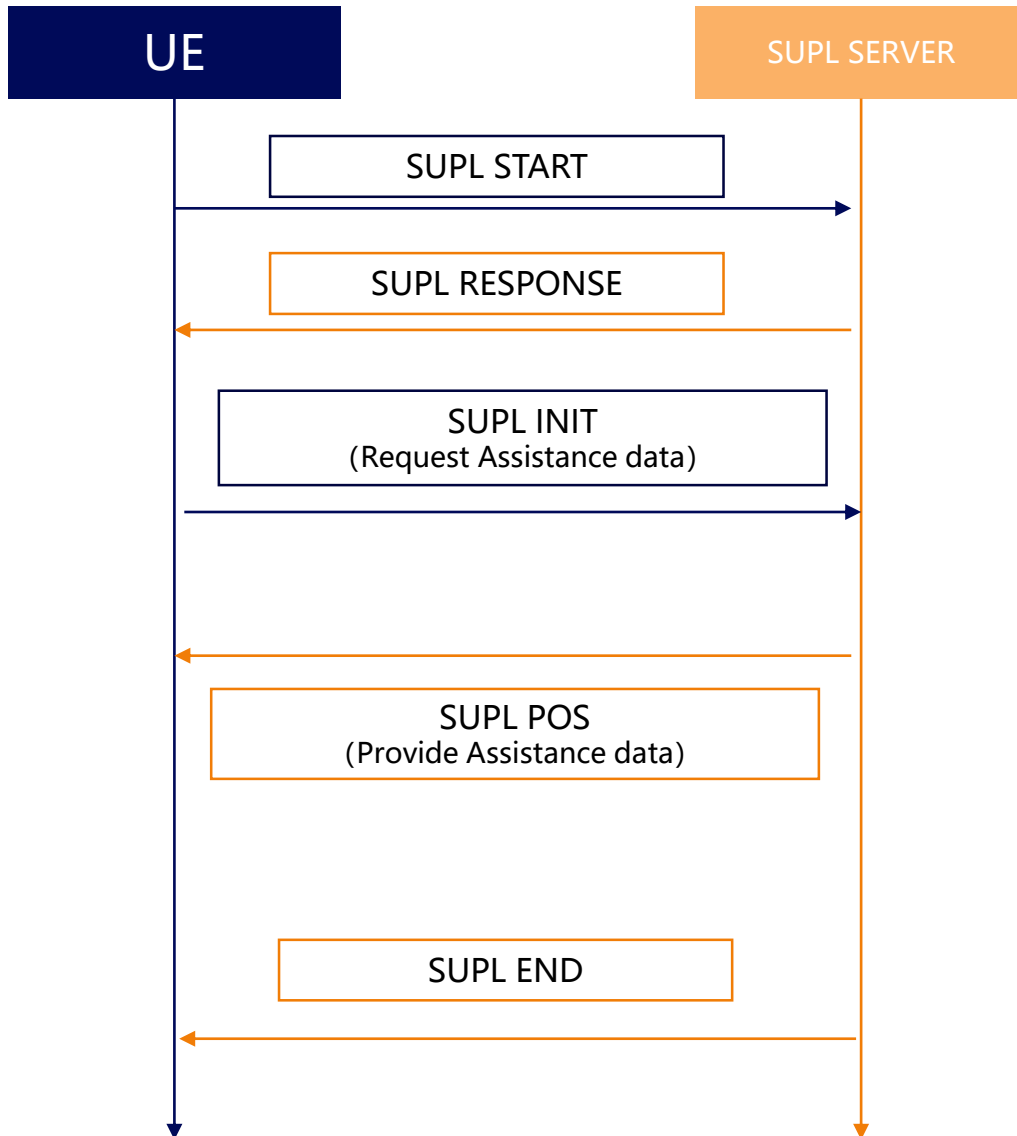 UE
SUPL SERVER
SUPL START
SUPL RESPONSE
SUPL INIT
(Request Assistance data)
SUPL POS
(Provide Assistance data)
SUPL END